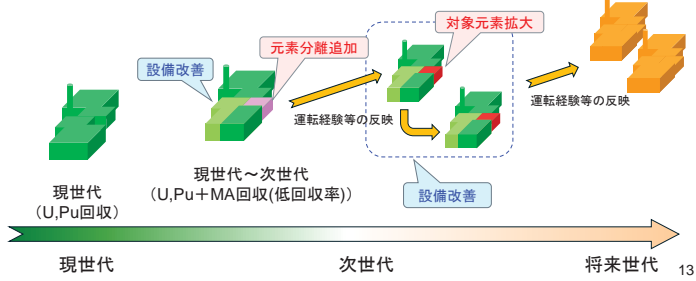 対象元素拡大
元素分離追加
設備改善
運転経験等の反映
運転経験等の反映
現世代
（U,Pu回収）
現世代～次世代
（U,Pu＋MA回収(低回収率)）
設備改善
現世代
次世代
将来世代
13